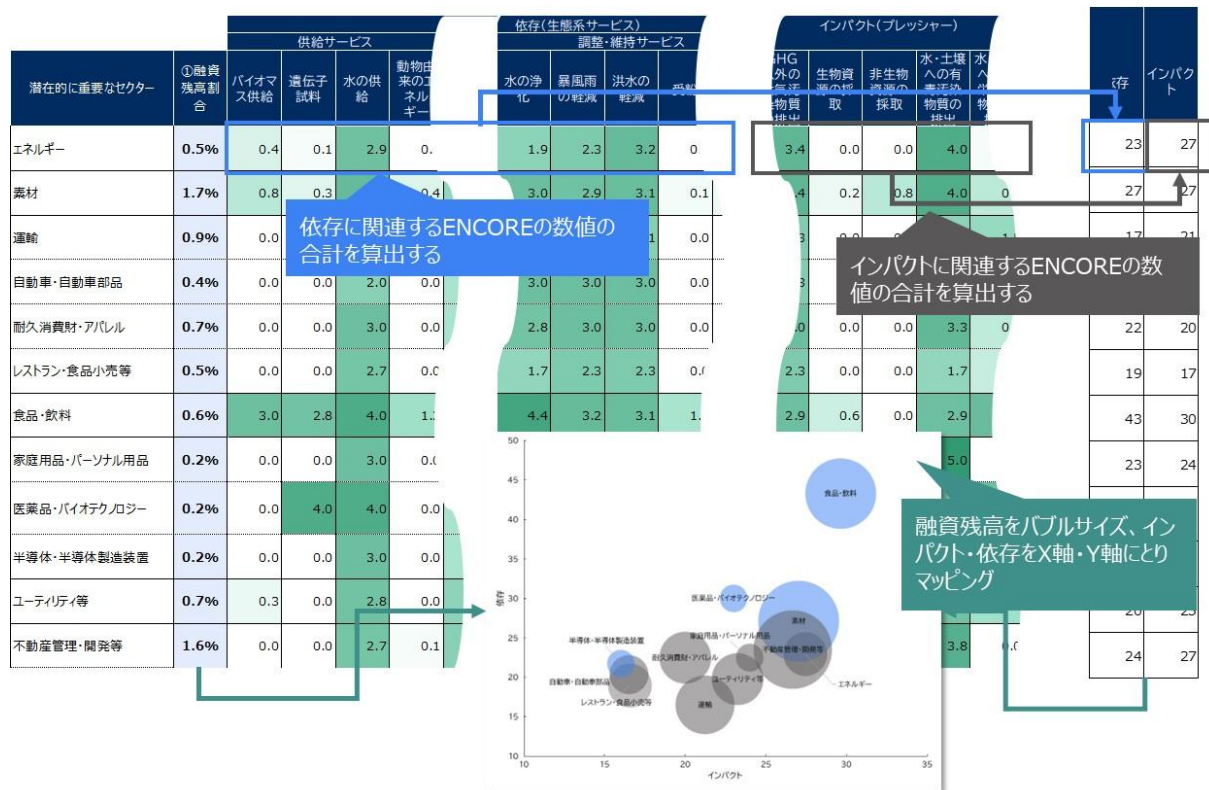 依存(生態系サービス)
インパクト(プレッシャー)
供給サービス
調整・維持サービス
潜在的に重要なセクター
①融資
残高割
合
バイオマ
ス供給
遺伝子
試料
水の供
給
動物由
来のエ
ネルギー
水の浄
化
暴風雨
の軽減
洪水の
軽減
受粉
GHG
以外の
生物資
源の採
取
非生物
資源の
採取
水・土壌
への有
毒汚染
物質の
排出
依存
インパク
ト
エネルギー 0.5% 0.4 0.1 2.9 0. 1.9 2.3 3.2 0 3.4 0.0 0.0 4.0 23 27
素材 1.7% 0.8 0.3 0.4 3.0 2.9 3.1 0.1 .4 0.2 0.8 4.0 0 27 27
運輸 0.9% 0.0 0.0 17 21
自動車・自動車部品 0.4% 0.0 0.0 2.0 0.0 3.0 3.0 3.0 0.0
耐久消費財・アパレル 0.7% 0.0 0.0 3.0 0.0 2.8 3.0 3.0 0.0 .0 0.0 0.0 3.3 0 22 20
レストラン・食品小売等 0.5% 0.0 0.0 2.7 0.0 1.7 2.3 2.3 0. 2.3 0.0 0.0 1.7 19 17
食品・飲料 0.6% 3.0 2.8 4.0 1. 4.4 3.2 3.1 1. 2.9 0.6 0.0 2.9 43 30
家庭用品・パーソナル用品 0.2% 0.0 0.0 3.0 0. 5.0 23 24
医薬品・バイオテクノロジー 0.2% 0.0 4.0 4.0 0.0
半導体・半導体製造装置 0.2% 0.0 0.0 3.0 0.0
ユーティリティ等 0.7% 0.3 0.0 2.8 0.0
不動産管理・開発等 1.6% 0.0 0.0 2.7 0.1 3.8 0. 24 27
依存に関連するENCOREの数値の
合計を算出する
インパクトに関連するENCOREの数
値の合計を算出する
融資残高をバブルサイズ、イン
パクト・依存をX軸・Y軸にとり
マッピング
50
45
40
35
30
25
20
15
10
依存
食品・飲料
医薬品・バイオテクノロジー
素材
家庭用品・パーソナル用品
半導体・半導体製造装置
不動産管理・開発等
耐久消費財・アパレル
ユーティリティ等
エネルギー
自動車・自動車部品
レストラン・食品小売等
運輸
10 15 20 25 30 35
インパクト